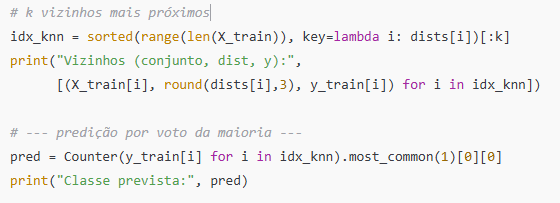 # k vizinhos mais próximos
idx_knn = sorted(range(len(X_train)), key=lambda i: dists[i])[:k]
print("Vizinhos (conjunto, dist, y):",
      [(X_train[i], round(dists[i],3), y_train[i]) for i in idx_knn])

# --- predição por voto da maioria ---
pred = Counter(y_train[i] for i in idx_knn).most_common(1)[0][0]
print("Classe prevista:", pred)